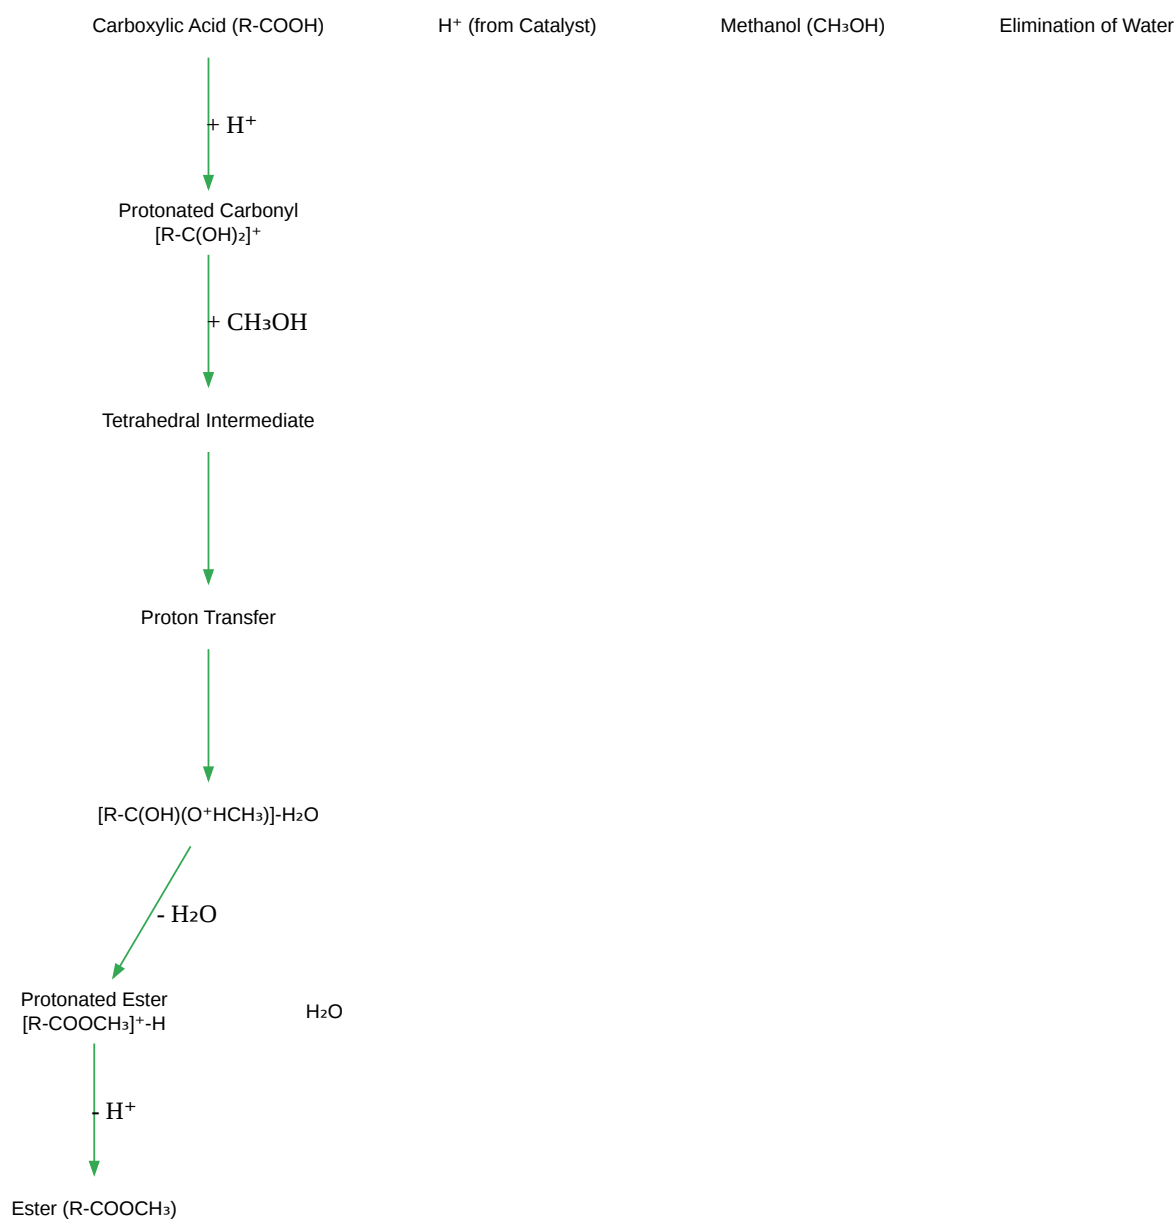 Carboxylic Acid (R-COOH)
H⁺ (from Catalyst)
Methanol (CH₃OH)
Elimination of Water
+ H⁺
Protonated Carbonyl
[R-C(OH)₂]⁺
+ CH₃OH
Tetrahedral Intermediate
Proton Transfer
[R-C(OH)(O⁺HCH₃)]-H₂O
- H₂O
Protonated Ester
[R-COOCH₃]⁺-H
H₂O
- H⁺
Ester (R-COOCH₃)